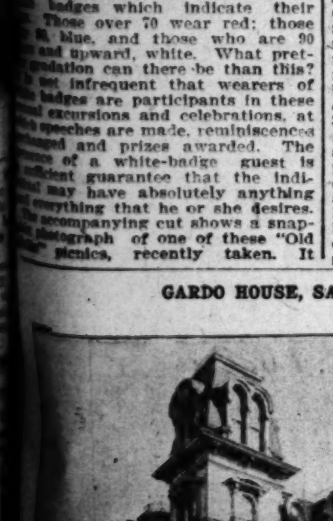 badges which indicate their
Those over 70 wear red; those
blue, and those who are 90
and upward, white. What pret-
gradation can there be than this?
not infrequent that wearers of
badges are participants in these
excursions and celebrations, at
speeches are made, reminiscences
and prizes awarded. The
of a white-badge guest is
sufficient guarantee that the indi-
may have absolutely anything
everything that he or she desires.
The accompanying cut shows a snap-
photograph of one of these "Old
picnics, recently taken. It
GARDO HOUSE, SA